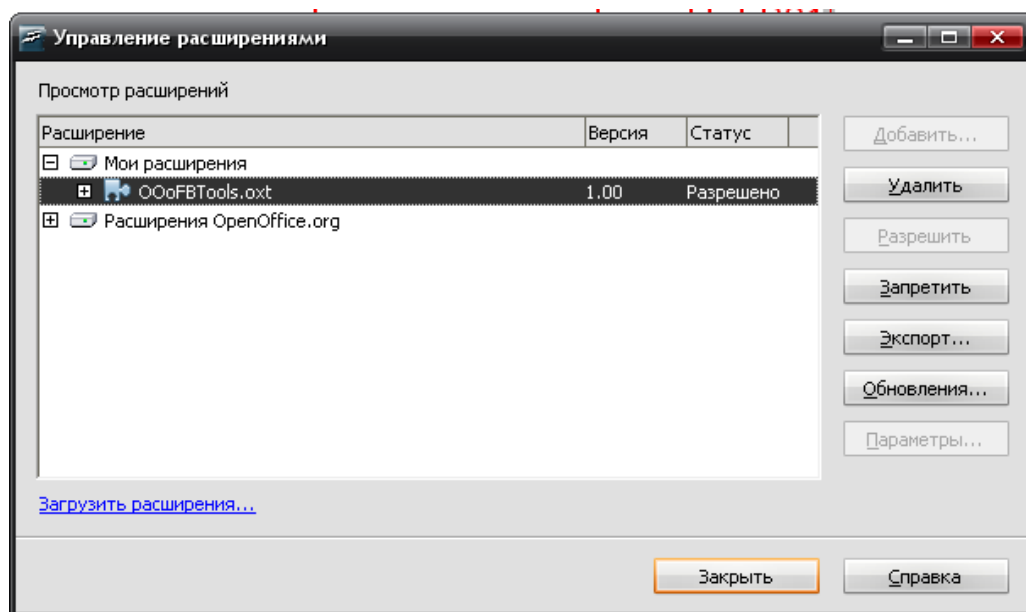 Управление расширениями
Просмотр расширений
Расширение Версия Статус
Мои расширения
OOoFBTools.oxt 1.00 Разрешено
Расширения OpenOffice.org
Добавить...
Удалить
Разрешить
Запретить
Экспорт...
Обновления...
Параметры...
Загрузить расширения...
Закрыть Справка